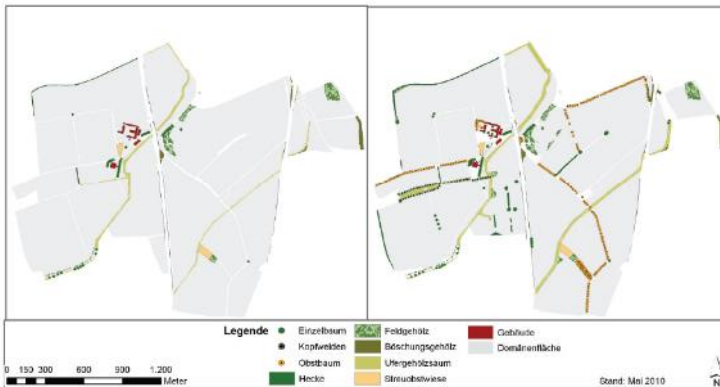 Legende
Einzelbaum
Kopfweiden
Obstbaum
Hecke
Feldgehölz
Böschungsgehölz
Ufergehölzsaum
Streuobstwiese
Gebäude
Domänenfläche
0 150 300 600 900 1.200
Meter
Stand: Mai 2010
N